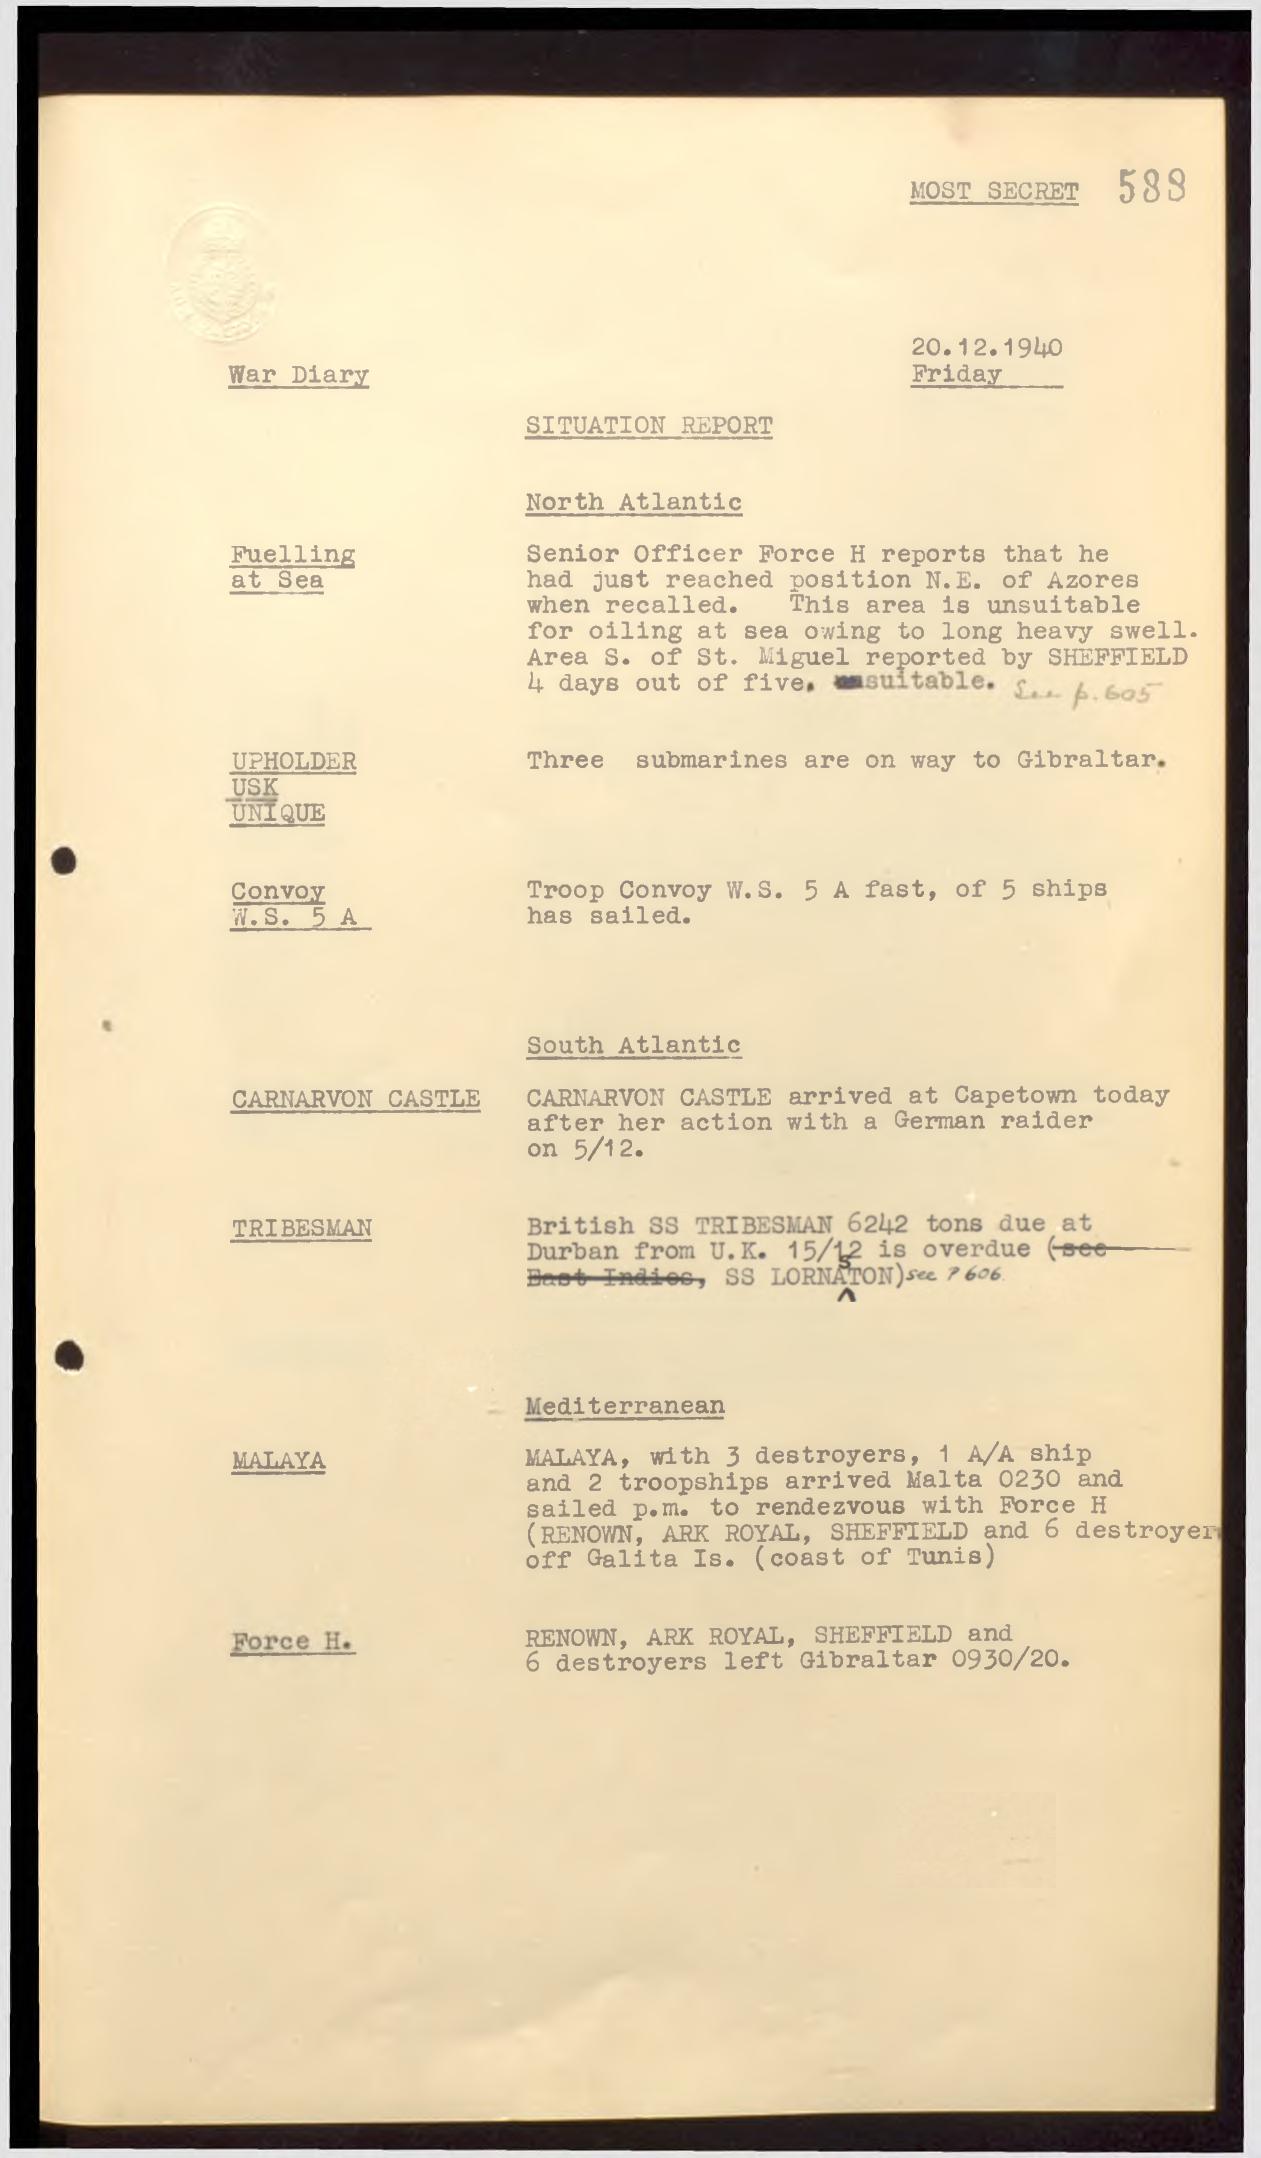 MOST SECRET 588
20.12.1940
War Diary Friday
SITUATION REPORT
North Atlantic
Fuelling Senior Officer Force H reports that he
at Sea had just reached position N.E. of Azores
when recalled. This area is unsuitable
for oiling at sea owing to long heavy swell.
Area S. of St. Miguel reported by SHEFFIELD
4 days out of five, suitable. See p. 605
UPHOLDER Three submarines are on way to Gibraltar.
USK
UNIQUE
Convoy Troop Convoy W.S. 5 A fast, of 5 ships
W.S. 5 A has sailed.
South Atlantic
CARNARVON CASTLE CARNARVON CASTLE arrived at Capetown today
after her action with a German raider
on 5/12.
TRIBESMAN British SS TRIBESMAN 6242 tons due at
Durban from U.K. 15/12 is overdue (see
East Indies, SS LORNASTON) see P 606.
Mediterranean
MALAYA MALAYA, with 3 destroyers, 1 A/A ship
and 2 troopships arrived Malta 0230 and
sailed p.m. to rendezvous with Force H
(RENOWN, ARK ROYAL, SHEFFIELD and 6 destroyer
off Galita Is. (coast of Tunis)
Force H. RENOWN, ARK ROYAL, SHEFFIELD and
6 destroyers left Gibraltar 0930/20.